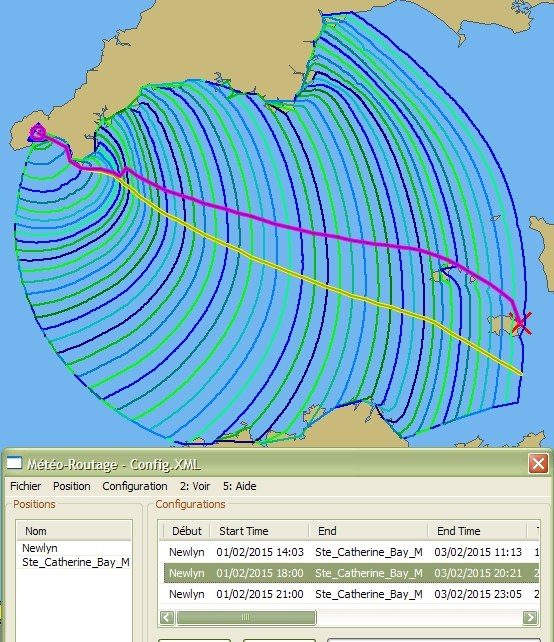 Météo-Routage - Config.XML
Fichier Position Configuration 2: Voir 5: Aide
Positions
Configurations
Nom
Newlyn
Ste_Catherine_Bay_M
Début Start Time End End Time
Newlyn 01/02/2015 14:03 Ste_Catherine_Bay_M 03/02/2015 11:13
Newlyn 01/02/2015 18:00 Ste_Catherine_Bay_M 03/02/2015 20:21
Newlyn 01/02/2015 21:00 Ste_Catherine_Bay_M 03/02/2015 23:05